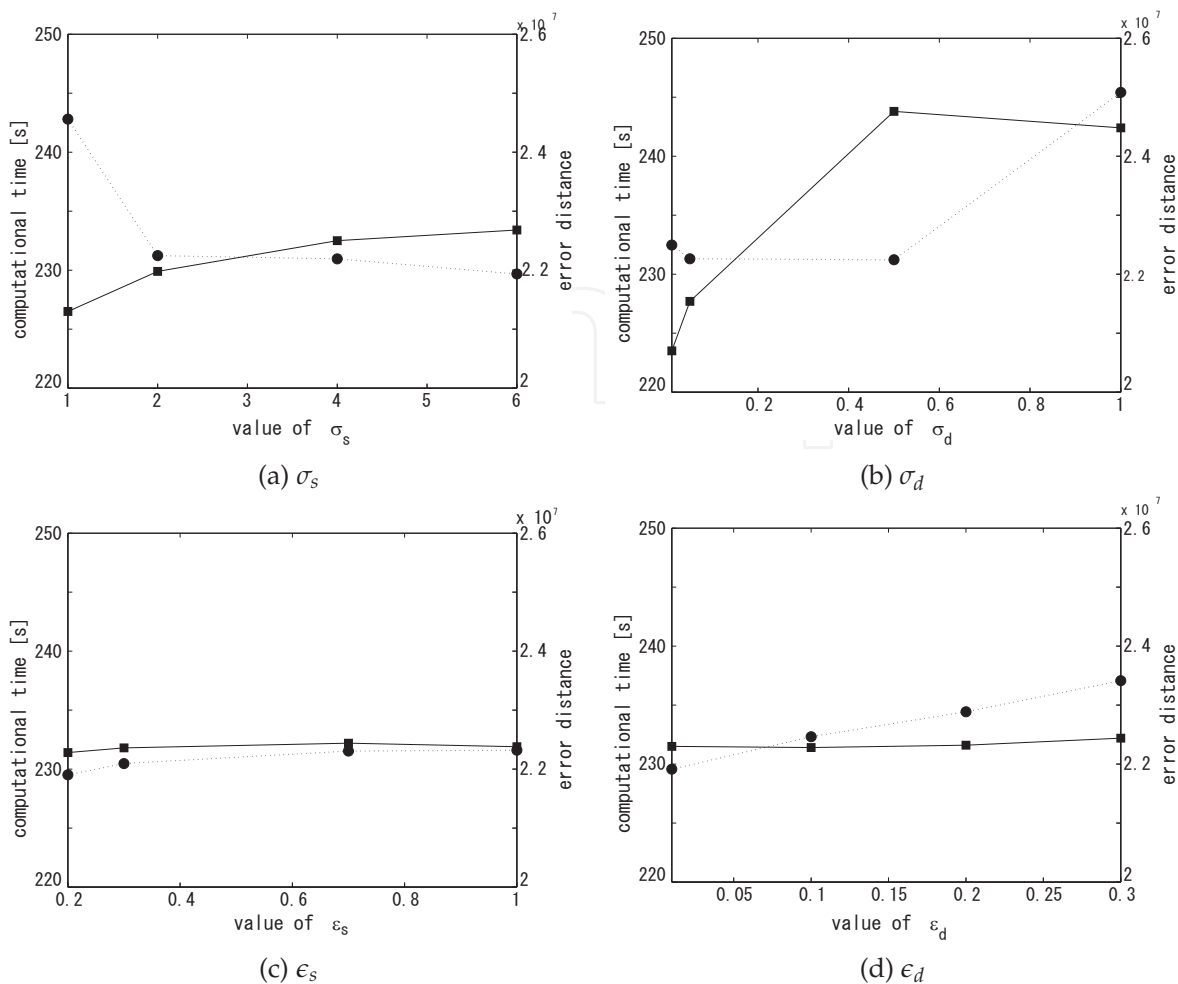 x 10 7
250
2.6
computational time [s]
240
2.4
error distance
230
2.2
220
2
1 2 3 4 5 6
value of σs
(a) σs
x 10 7
250
2.6
computational time [s]
240
2.4
error distance
230
2.2
220
2
0.2 0.4 0.6 0.8 1
value of σd
(b) σd
x 10 7
250
2.6
computational time [s]
240
2.4
error distance
230
2.2
220
2
0.2 0.4 0.6 0.8 1
value of εs
(c) ϵs
x 10 7
250
2.6
computational time [s]
240
2.4
error distance
230
2.2
220
2
0.05 0.1 0.15 0.2 0.25 0.3
value of εd
(d) ϵd